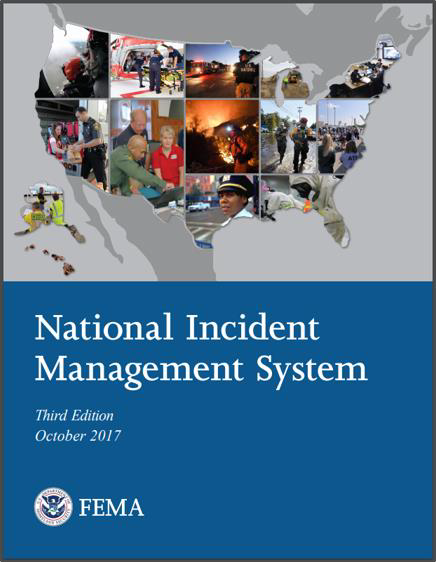 National Incident
Management System
Third Edition
October 2017
FEMA